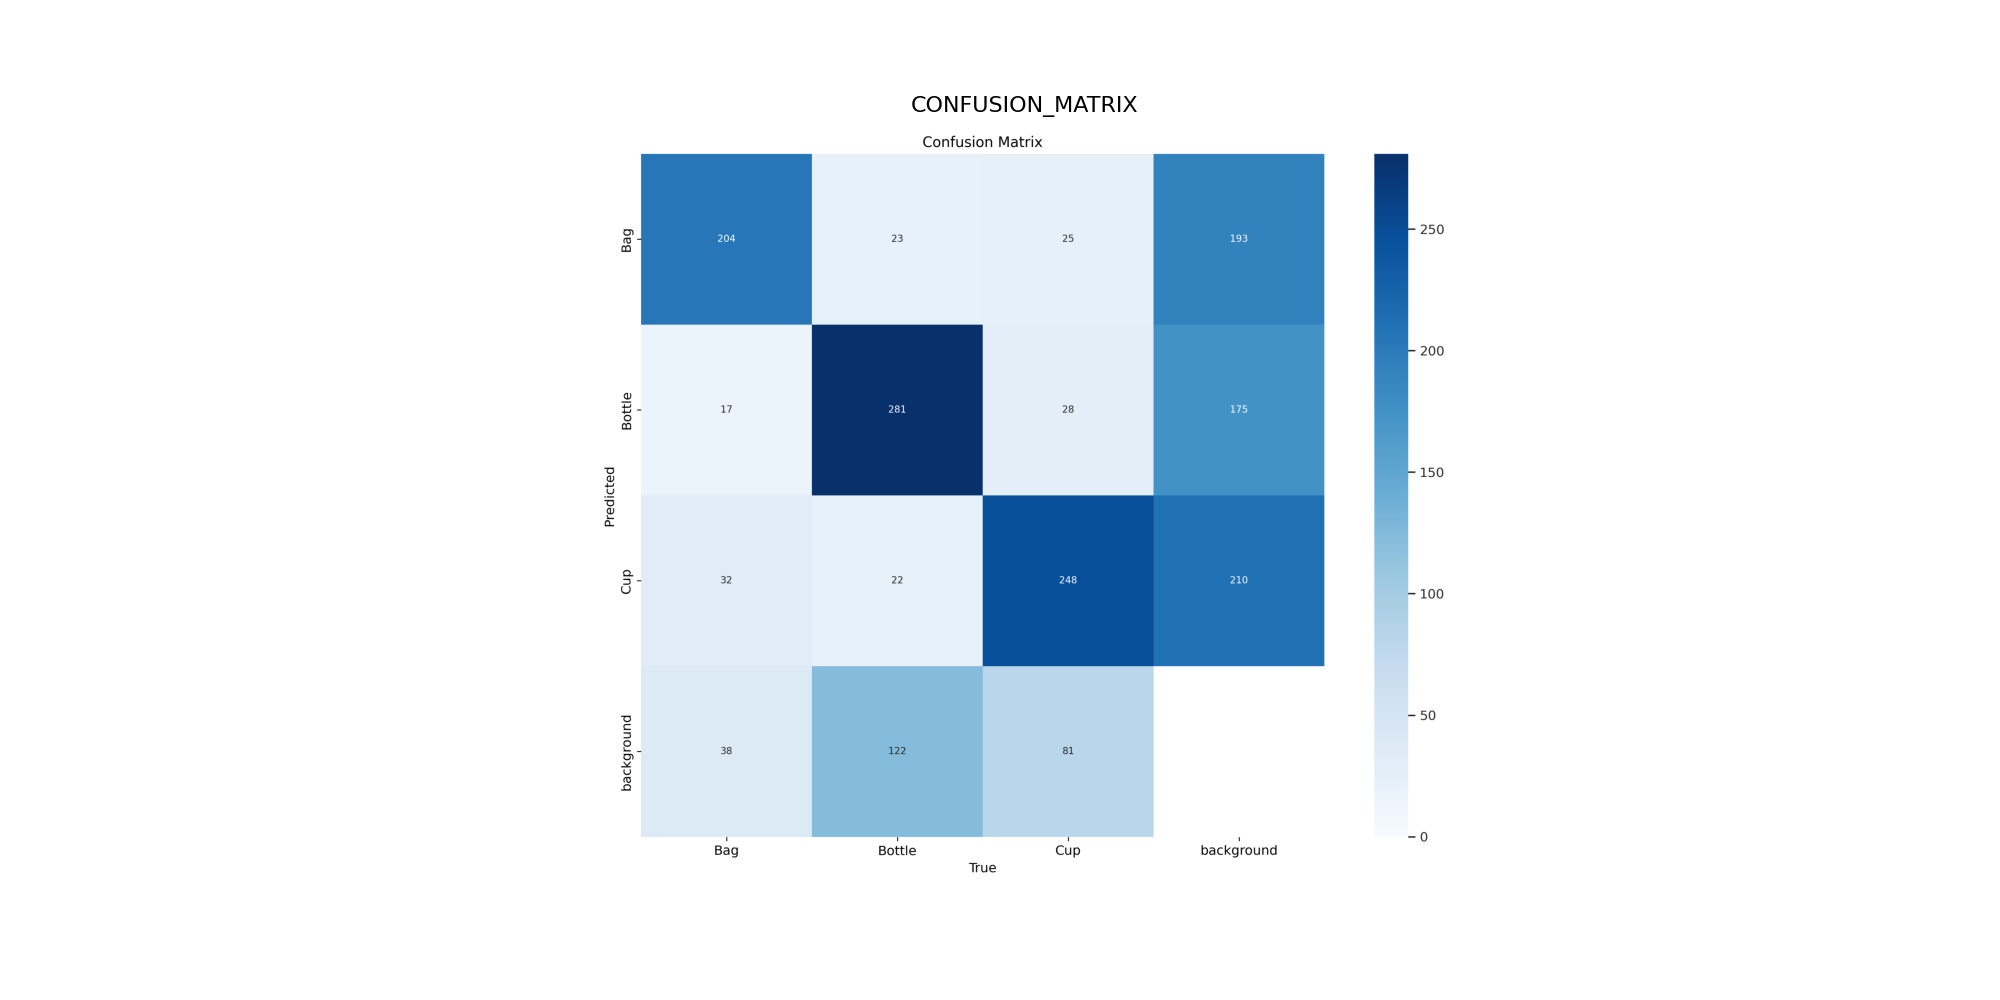 CONFUSION_MATRIX
Confusion Matrix
Bag
204
23
25
193
Bottle
17
281
28
175
Cup
32
22
248
210
background
38
122
81
Predicted
Bag
Bottle
Cup
background
True
250
200
150
100
50
0